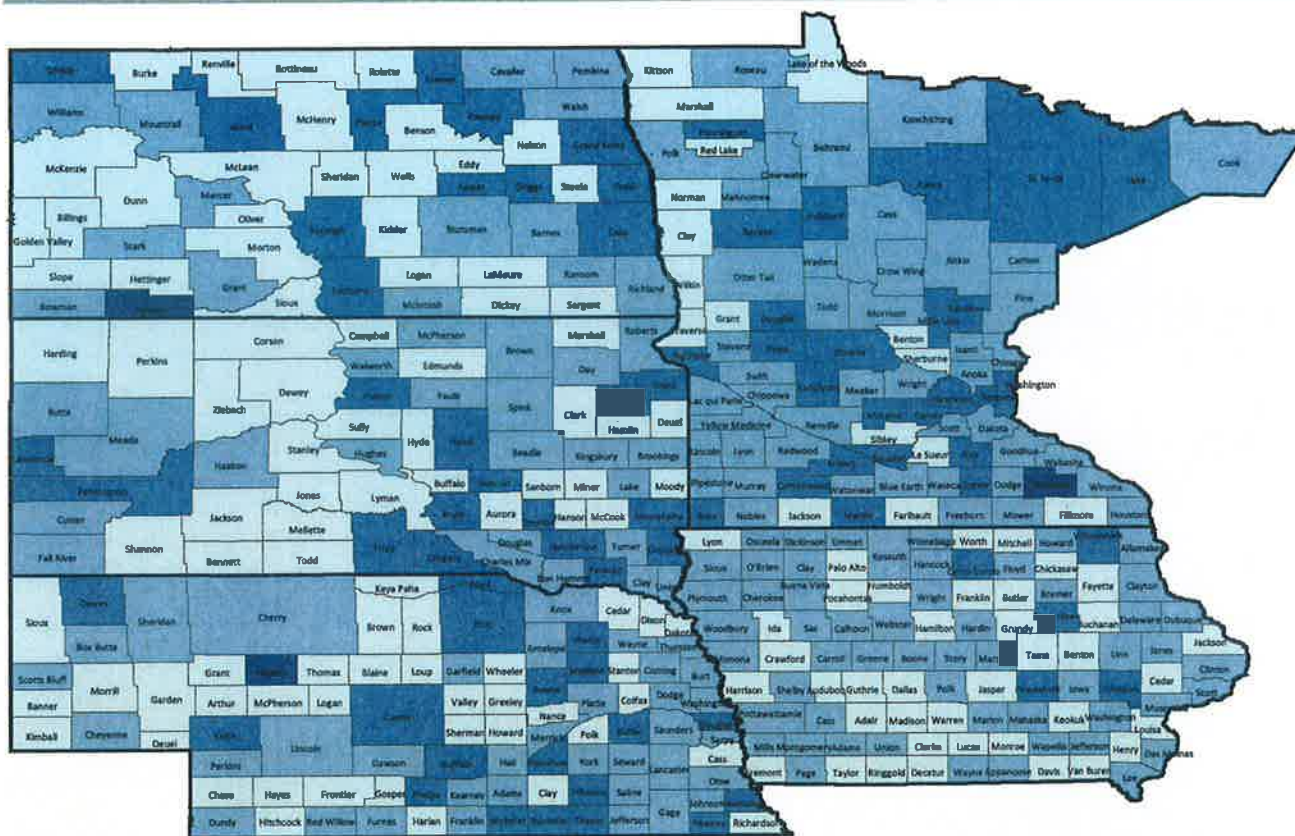 Burke Renville Bottineau Rolette Cavalier Pembina
Williams Mountrail McHenry Benson Walsh
Nelson
McKenzie McLean Sheridan Wells Eddy
Dunn Mercer Steele
Billings Oliver
Golden Valley Stark Morton Kidder Stutsman Barnes
Slope Hettinger Grant Logan LaMoure Ransom Richland
Bowman Sioux McIntosh Dickey Sargent
Kittson Roseau Lake of the Woods
Marshall Koochiching
Polk Red Lake Beltrami Cook
Clearwater St. Louis Lake
Norman Mahnomen Itasca
Clay Becker Hubbard Cass
Wilkin Otter Tail Wadena Crow Wing Aitkin Carlton
Grant Douglas Todd Morrison Pine
Traverse Stevens Pope Benton
Sherburne Isanti
Swift Meeker Wright Anoka
Lac qui Parle Chippewa Washington
Yellow Medicine Renville Sibley Scott Dakota
Lincoln Lyon Redwood Le Sueur Goodhue Wabasha
Pipestone Murray Cottonwood Watonwan Blue Earth Waseca Dodge Winona
Nobles Jackson Martin Faribault Freeborn Mower Fillmore Houston
Harding Perkins Corson Campbell McPherson Brown Marshall Roberts
Walworth Edmunds Day
Butte Ziebach Dewey Potter Faulk Spink Clark
Meade Sully Hyde Hand Hamlin Deuel
Haakon Stanley Hughes Beadle Kingsbury Brookings
Pennington Buffalo Sanborn Miner Lake Moody
Jones Lyman Aurora Hanson McCook
Custer Jackson Mellette
Fall River Shannon Bennett Todd Douglas Charles Mix Turner
Bon Homme Clay
Sioux Dawes Sheridan Cherry Keya Paha Knox Cedar Dixon Dakota
Box Butte Brown Rock Antelope Wayne
Scotts Bluff Grant Thomas Blaine Loup Garfield Wheeler Stanton Cuming Burt
Banner Morrill Garden Arthur McPherson Logan Valley Greeley Platte Colfax Dodge
Kimball Cheyenne Deuel Sherman Howard Nance Polk Saunders
Perkins Lincoln Dawson Hall Merrick York Seward Lancaster Cass
Chase Hayes Frontier Gosper Kearney Adams Clay Saline Otoe
Dundy Hitchcock Red Willow Furnas Harlan Franklin Jefferson Gage Richardson
Lyon Osceola Dickinson Emmet Winnebago Worth Mitchell Howard Allamakee
Sioux O'Brien Clay Palo Alto Kossuth Hancock Floyd Chickasaw
Plymouth Cherokee Buena Vista Pocahontas Humboldt Wright Franklin Butler Bremer Fayette Clayton
Woodbury Ida Sac Calhoun Webster Hamilton Hardin Grundy Buchanan Delaware Dubuque
Monona Crawford Carroll Greene Boone Story Tama Benton Linn Jones Jackson
Harrison Shelby Audubon Guthrie Dallas Polk Jasper Iowa Cedar Clinton
Pottawattamie Cass Adair Madison Warren Marion Mahaska Keokuk Washington Louisa Scott
Mills Montgomery Adams Union Clarke Lucas Monroe Wapello Jefferson Henry Des Moines
Fremont Page Taylor Ringgold Decatur Wayne Appanoose Davis Van Buren Lee